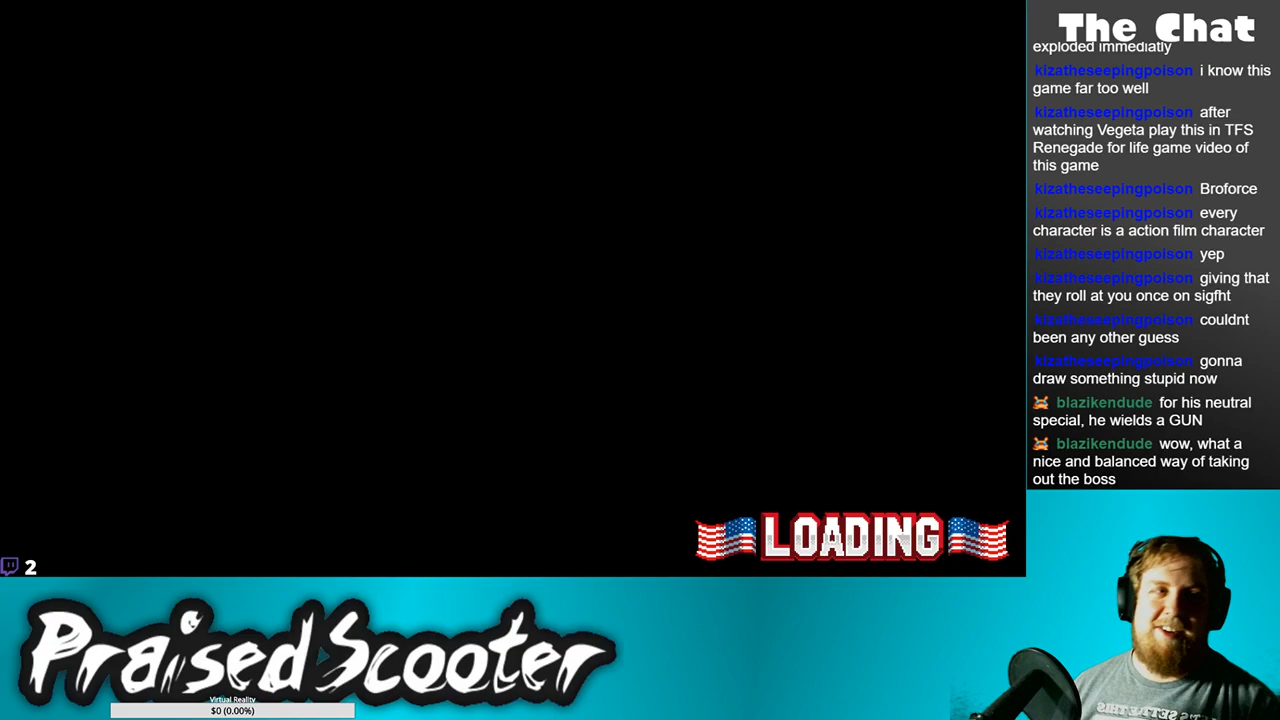 The Chat
exploded immediatly
kizatheseepingpoison i know this
game far too well
kizatheseepingpoison after
watching Vegeta play this in TFS
Renegade for life game video of
this game
kizatheseepingpoison Broforce
kizatheseepingpoison every
character is a action film character
kizatheseepingpoison yep
kizatheseepingpoison giving that
they roll at you once on sigfht
kizatheseepingpoison couldnt
been any other guess
kizatheseepingpoison gonna
draw something stupid now
blazikendude for his neutral
special, he wields a GUN
blazikendude wow, what a
nice and balanced way of taking
out the boss
LOADING
2
PraisedScooter
Virtual Reality
$0 (0.00%)